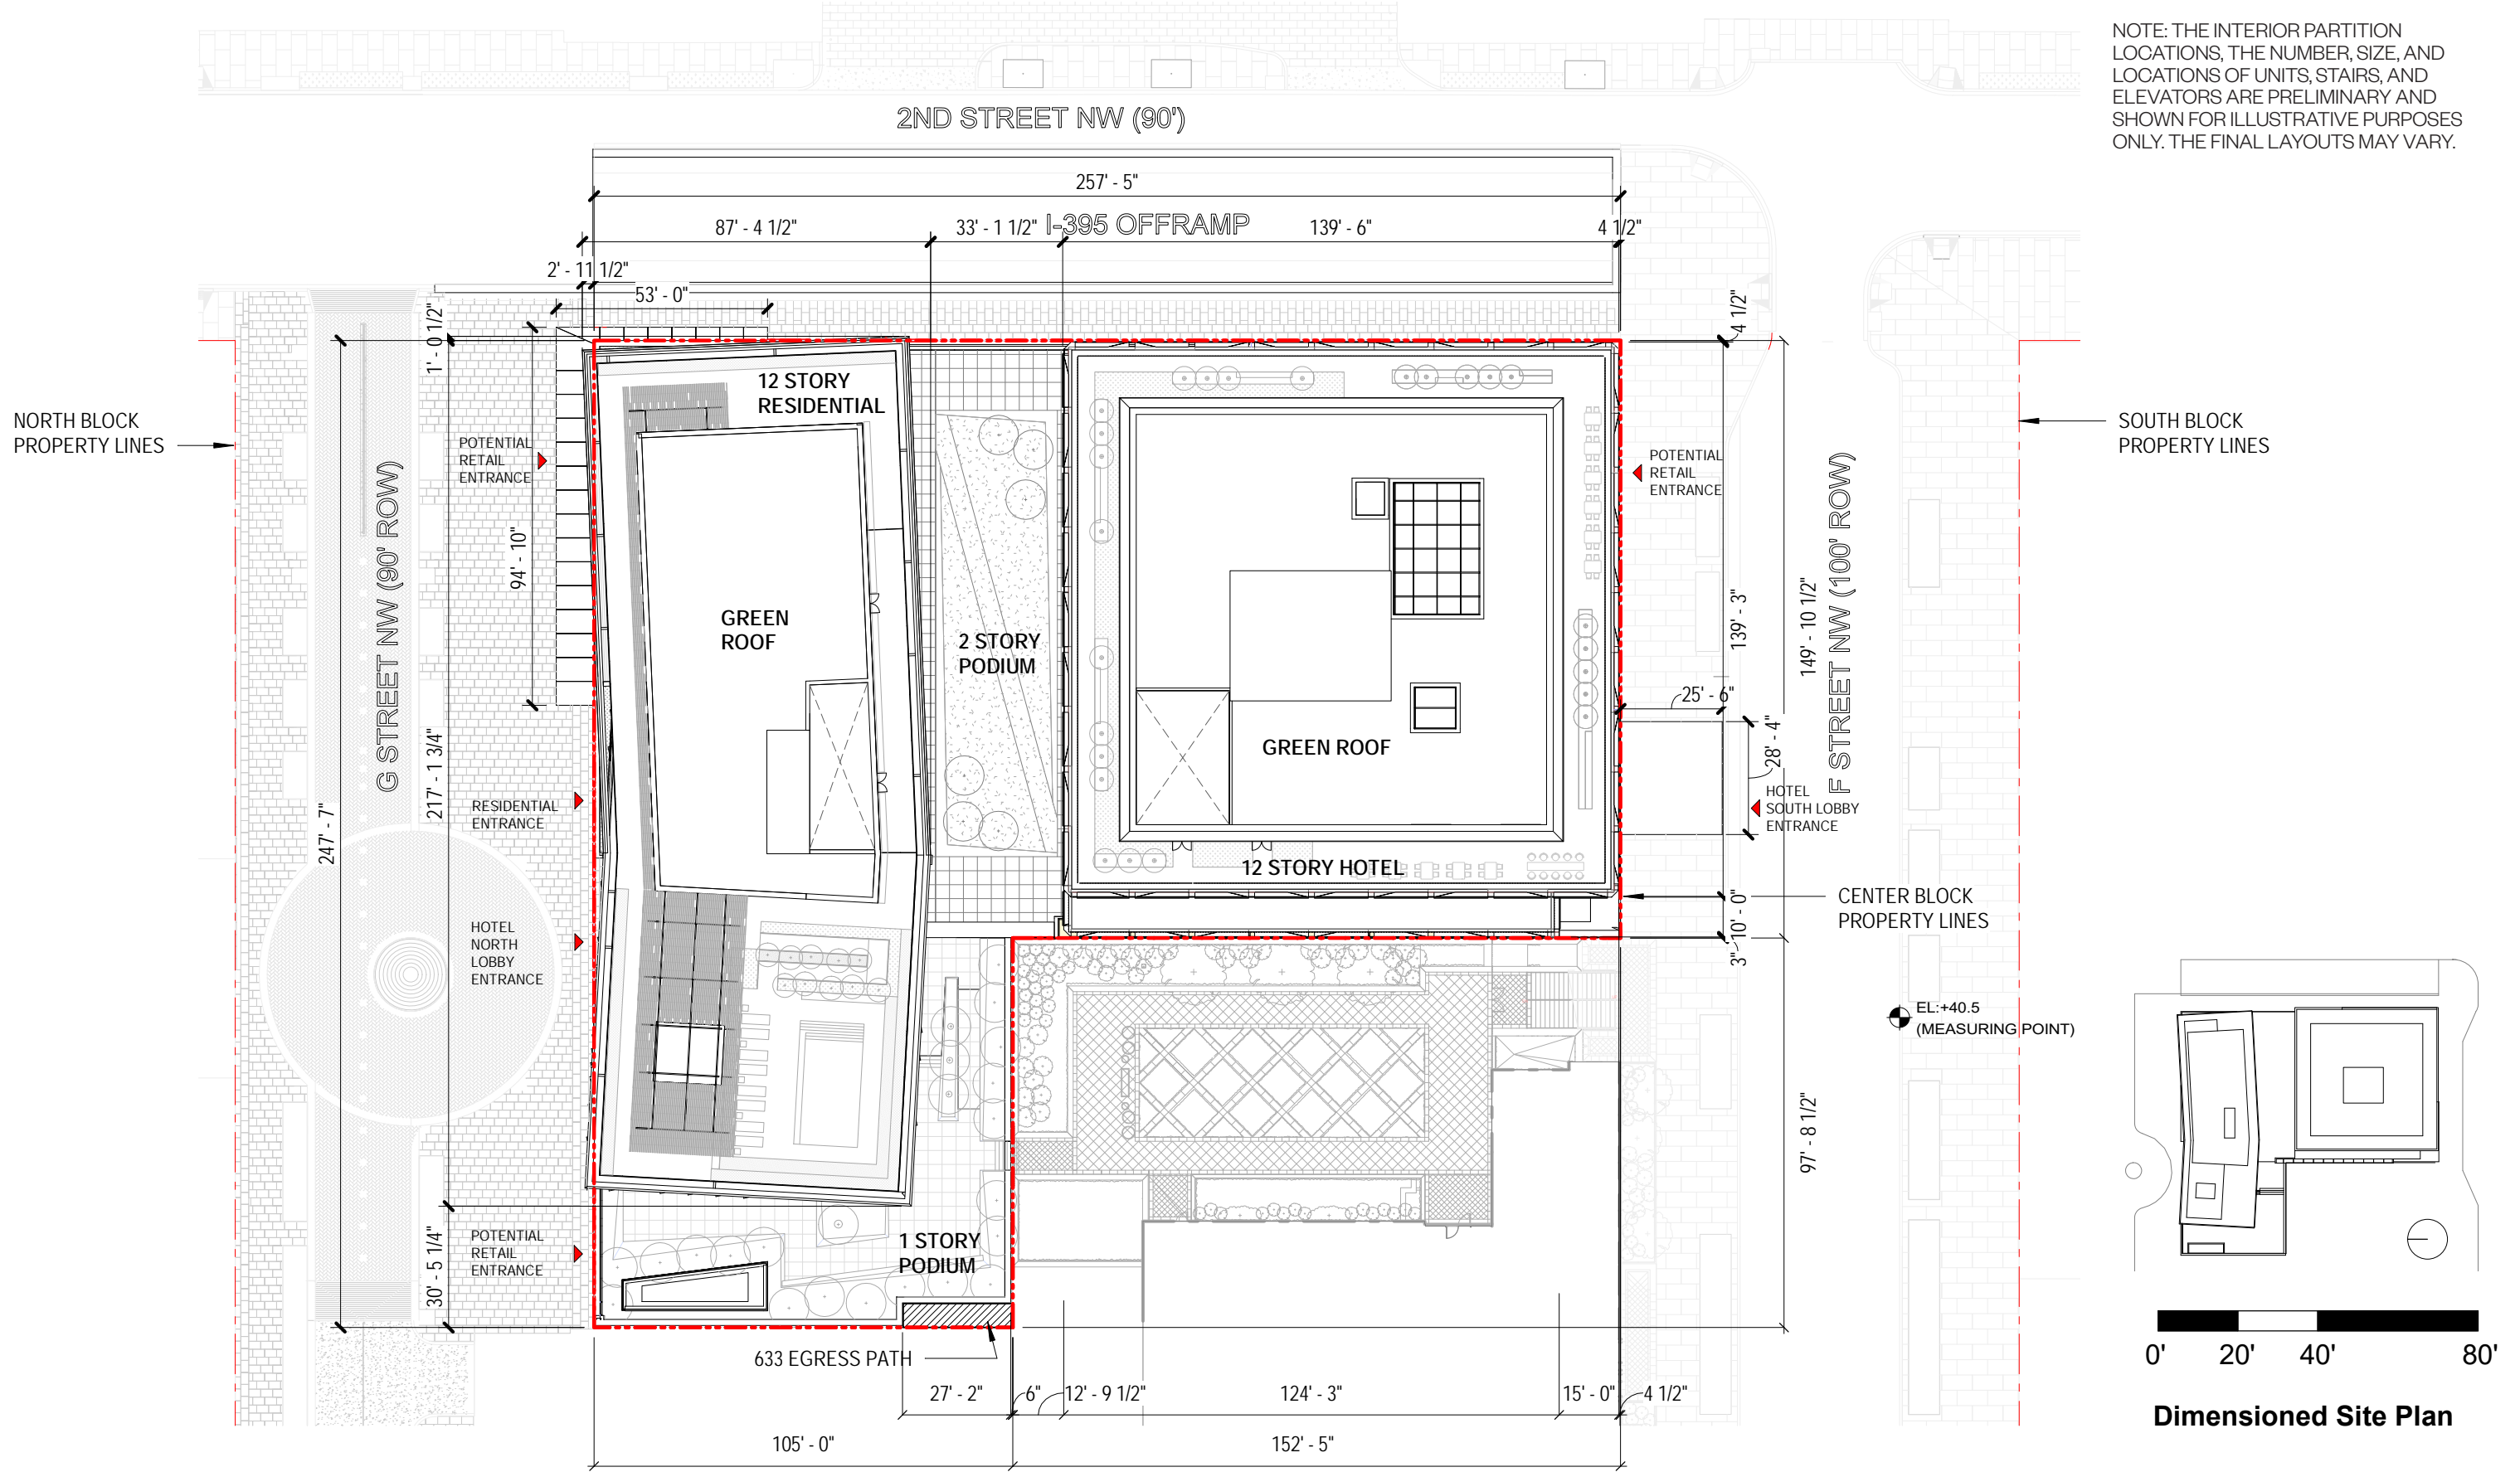 NOTE: THE INTERIOR PARTITION
LOCATIONS, THE NUMBER, SIZE, AND
LOCATIONS OF UNITS, STAIRS, AND
ELEVATORS ARE PRELIMINARY AND
SHOWN FOR ILLUSTRATIVE PURPOSES
ONLY. THE FINAL LAYOUTS MAY VARY.
2ND STREET NW (90')
257' - 5"
87' - 4 1/2"
33' - 1 1/2"
I-395 OFFRAMP
139' - 6"
4 1/2"
2' - 11 1/2"
53' - 0"
1' - 0 1/2"
4 1/2"
12 STORY
RESIDENTIAL
NORTH BLOCK
PROPERTY LINES
SOUTH BLOCK
PROPERTY LINES
POTENTIAL
RETAIL
ENTRANCE
POTENTIAL
RETAIL
ENTRANCE
G STREET NW (90' ROW)
94' - 10"
F STREET NW (100' ROW)
149' - 10 1/2"
139' - 3"
GREEN
ROOF
2 STORY
PODIUM
25' - 6"
28' - 4"
GREEN ROOF
217' - 1 3/4"
247' - 7"
RESIDENTIAL
ENTRANCE
HOTEL
SOUTH LOBBY
ENTRANCE
12 STORY HOTEL
CENTER BLOCK
PROPERTY LINES
10' - 0"
3"
HOTEL
NORTH
LOBBY
ENTRANCE
EL:+40.5
(MEASURING POINT)
97' - 8 1/2"
30' - 5 1/4"
POTENTIAL
RETAIL
ENTRANCE
1 STORY
PODIUM
633 EGRESS PATH
27' - 2"
6"
12' - 9 1/2"
124' - 3"
15' - 0"
4 1/2"
105' - 0"
152' - 5"
0' 20' 40' 80'
Dimensioned Site Plan